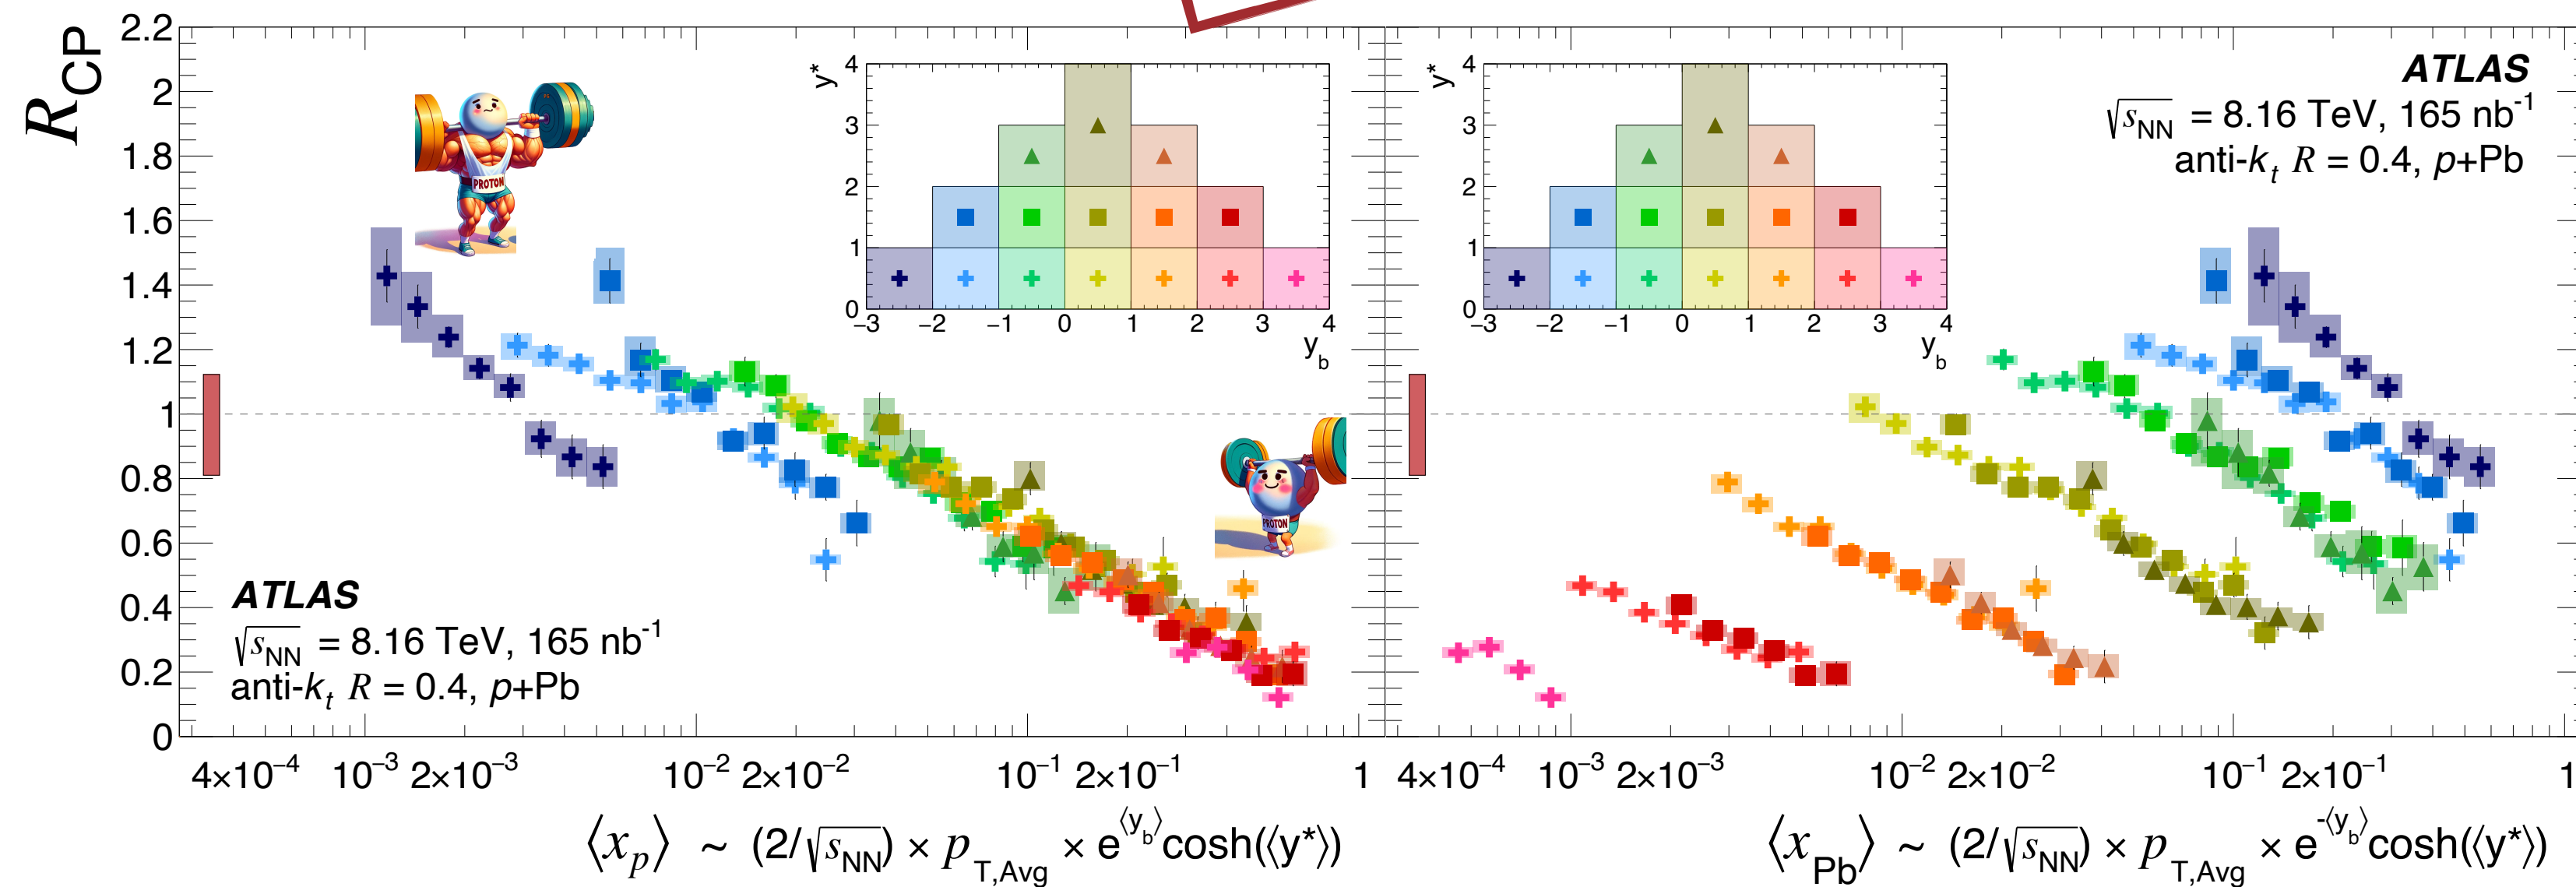 R_CP
2.2
2
1.8
1.6
1.4
1.2
1
0.8
0.6
0.4
0.2
0
PROTON
y*
4
3
2
1
0
−3 −2 −1 0 1 2 3 4
y_b
PROTON
ATLAS
√s_NN = 8.16 TeV, 165 nb⁻¹
anti-k_t R = 0.4, p+Pb
4×10⁻⁴ 10⁻³ 2×10⁻³ 10⁻² 2×10⁻² 10⁻¹ 2×10⁻¹ 1
⟨x_p⟩ ~ (2/√s_NN) × p_T,Avg × e^⟨y_b⟩cosh(⟨y*⟩)
y*
4
3
2
1
0
−3 −2 −1 0 1 2 3 4
y_b
ATLAS
√s_NN = 8.16 TeV, 165 nb⁻¹
anti-k_t R = 0.4, p+Pb
4×10⁻⁴ 10⁻³ 2×10⁻³ 10⁻² 2×10⁻² 10⁻¹ 2×10⁻¹ 1
⟨x_Pb⟩ ~ (2/√s_NN) × p_T,Avg × e^-⟨y_b⟩cosh(⟨y*⟩)